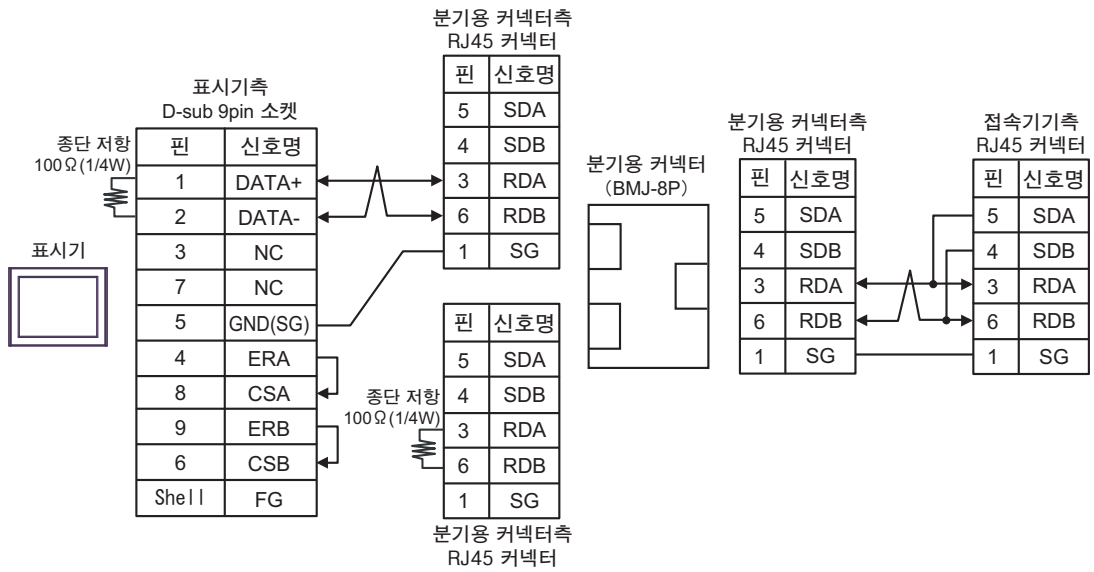 분기용 커넥터측
RJ45 커넥터
핀 신호명
5 SDA
4 SDB
3 RDA
6 RDB
1 SG
표시기측
D-sub 9pin 소켓
종단 저항
100Ω(1/4W)
핀 신호명
1 DATA+
2 DATA-
3 NC
7 NC
5 GND(SG)
4 ERA
8 CSA
9 ERB
6 CSB
Shell FG
표시기
핀 신호명
5 SDA
4 SDB
3 RDA
6 RDB
1 SG
종단 저항
100Ω(1/4W)
분기용 커넥터측
RJ45 커넥터
분기용 커넥터
(BMJ-8P)
분기용 커넥터측
RJ45 커넥터
핀 신호명
5 SDA
4 SDB
3 RDA
6 RDB
1 SG
접속기기측
RJ45 커넥터
핀 신호명
5 SDA
4 SDB
3 RDA
6 RDB
1 SG